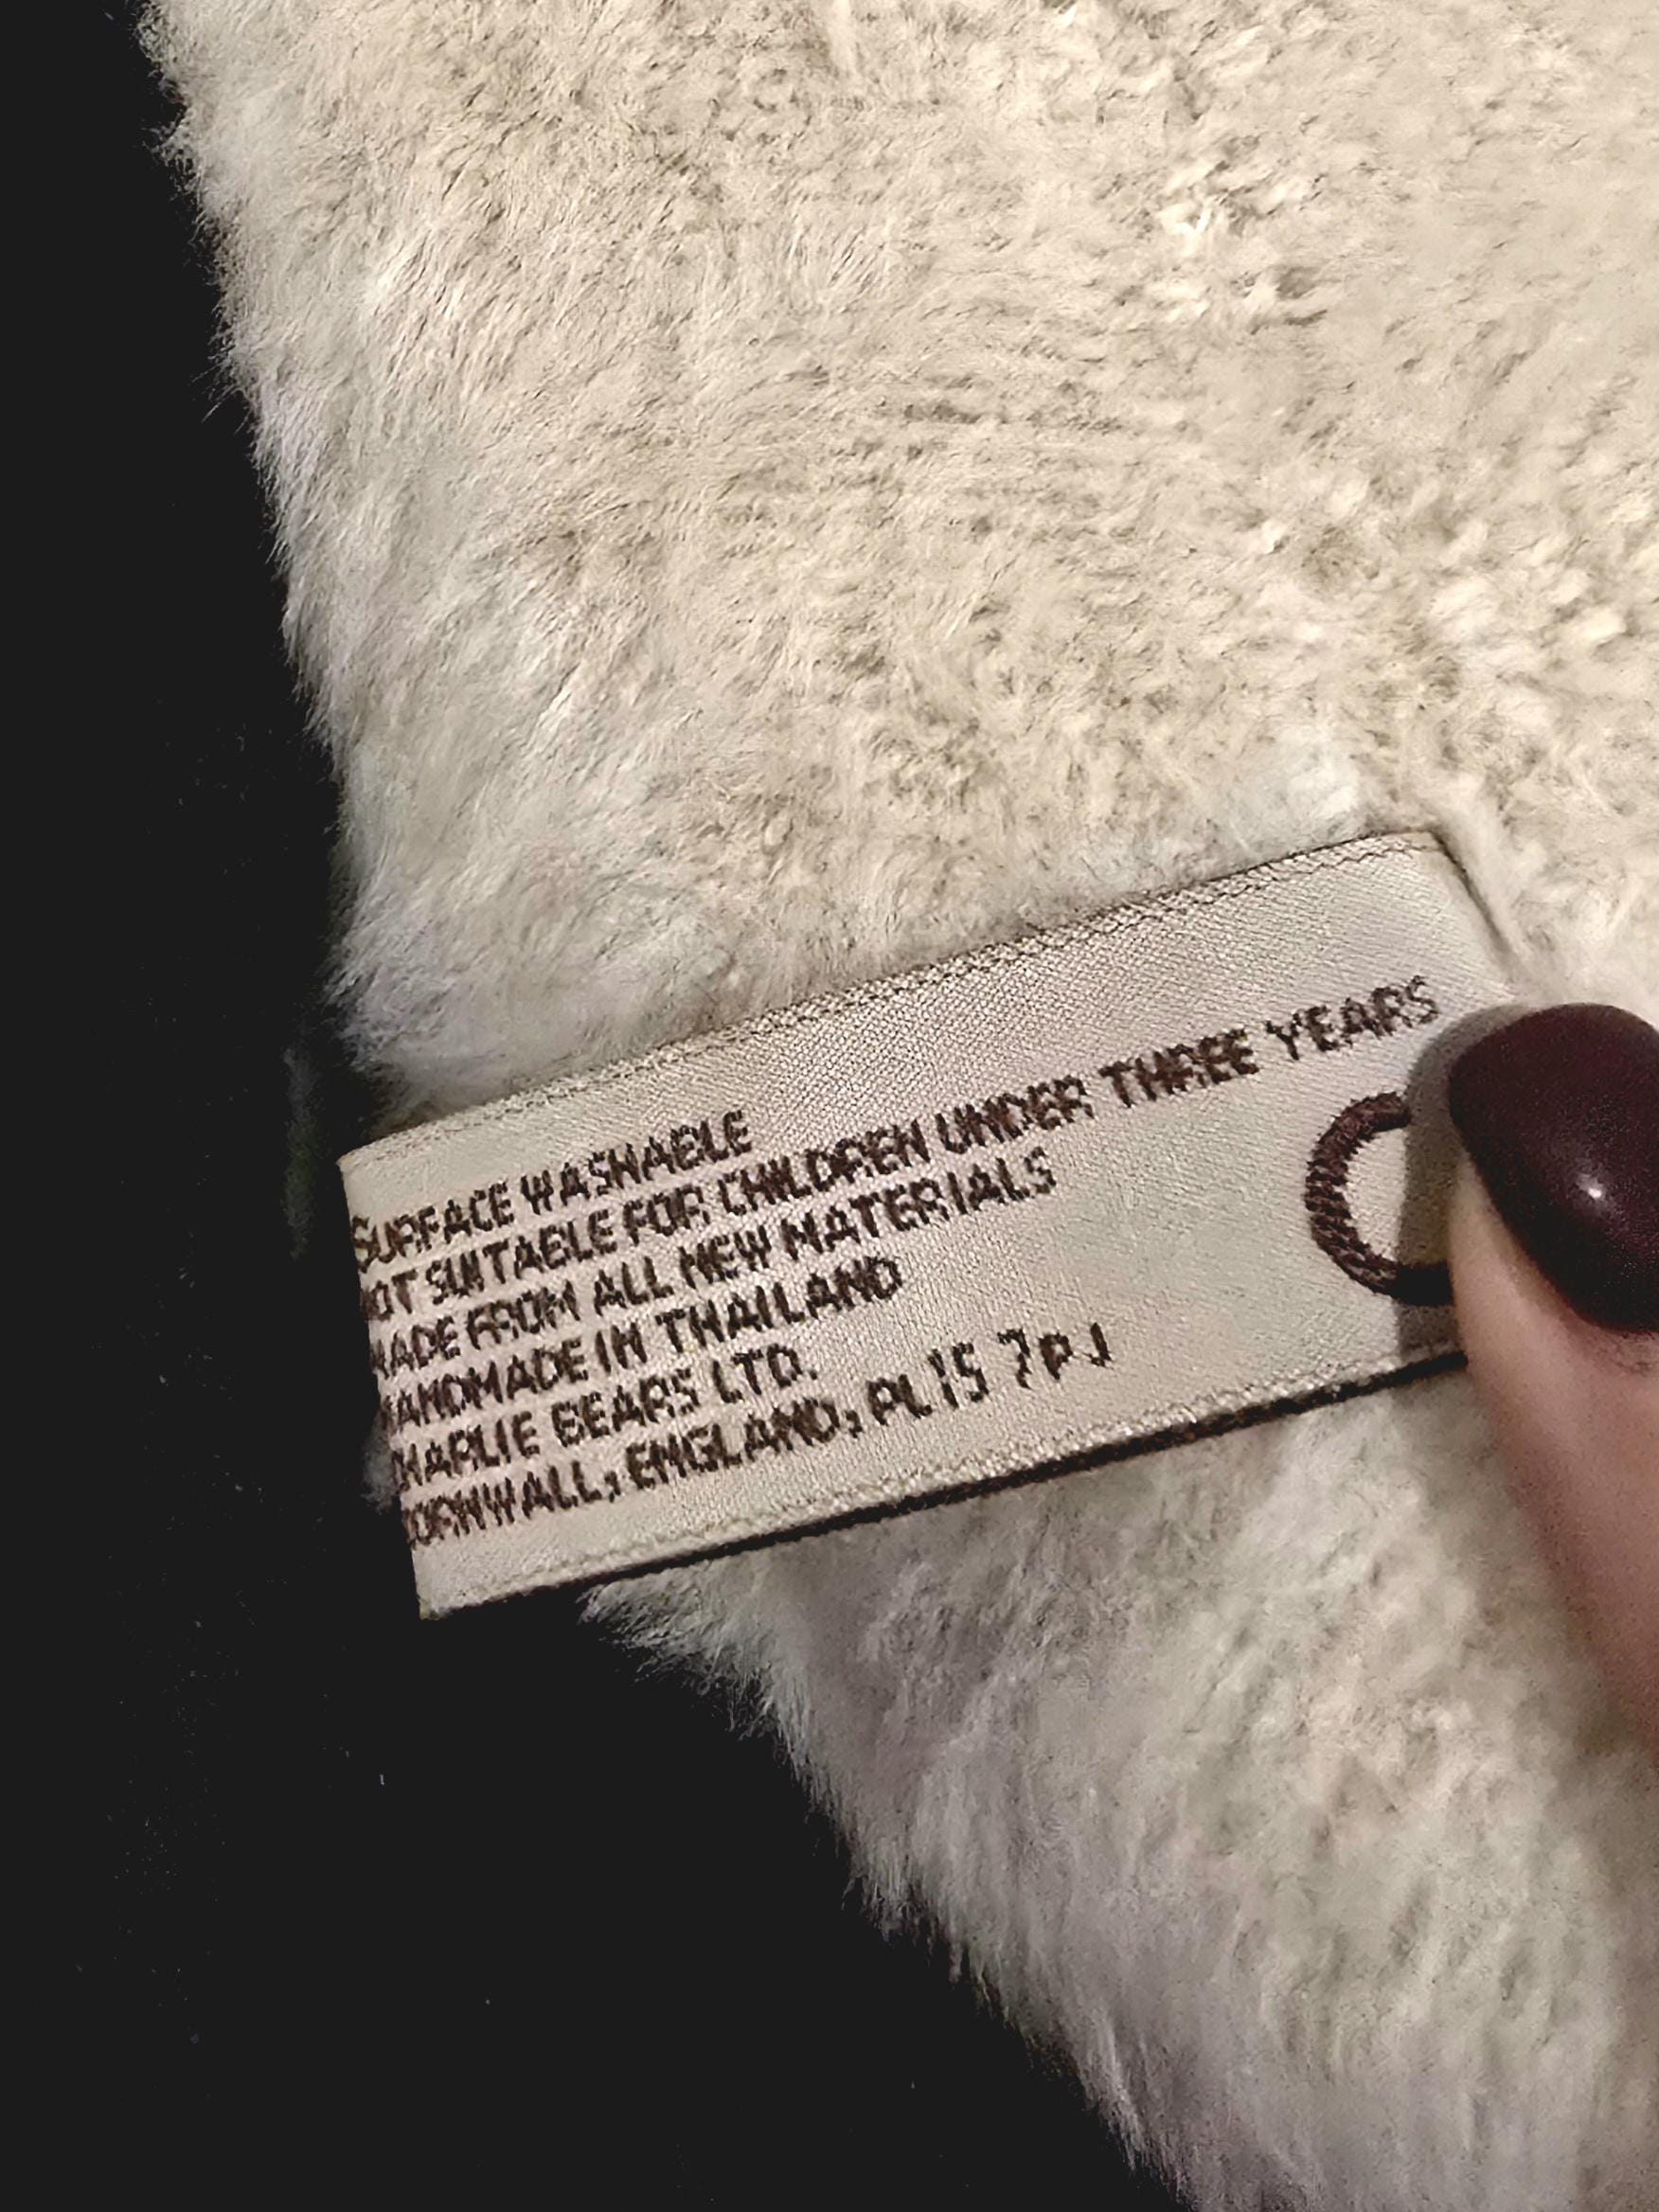 SURFACE WASHABLE
NOT SUITABLE FOR CHILDREN UNDER THREE YEARS
MADE FROM ALL NEW MATERIALS
HANDMADE IN THAILAND
CHARLIE BEARS LTD.
CORNWALL, ENGLAND, PL15 7PJ